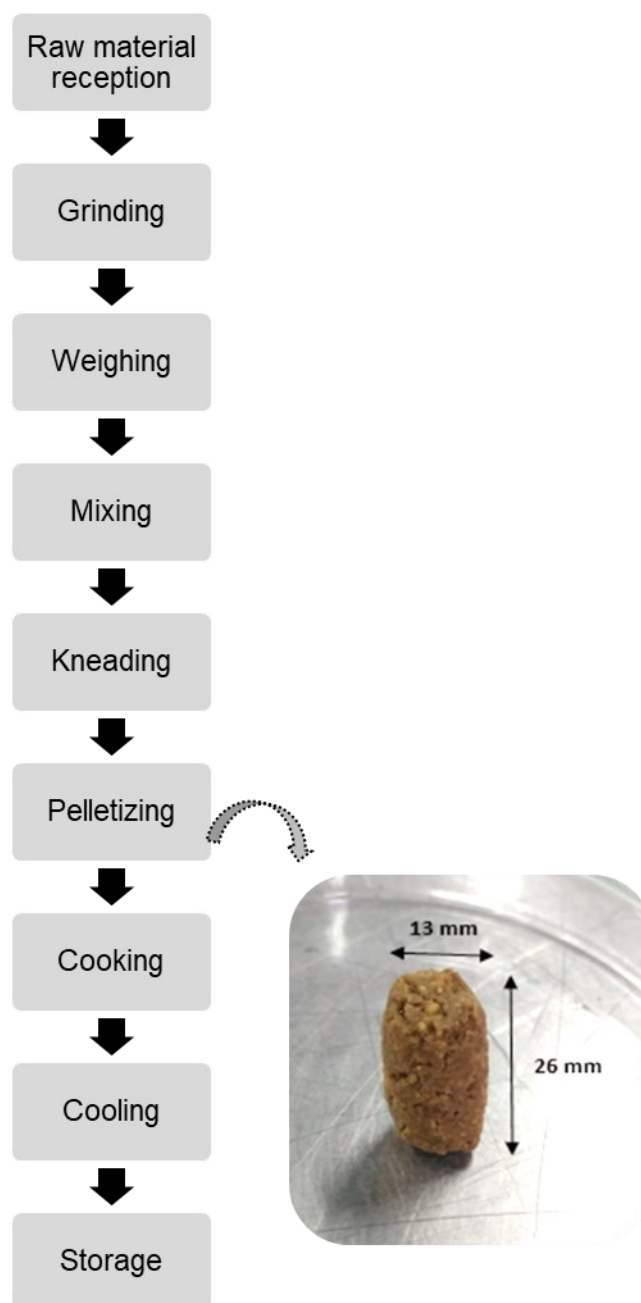 Raw material
reception
Grinding
Weighing
Mixing
Kneading
Pelletizing
13 mm
26 mm
Cooking
Cooling
Storage